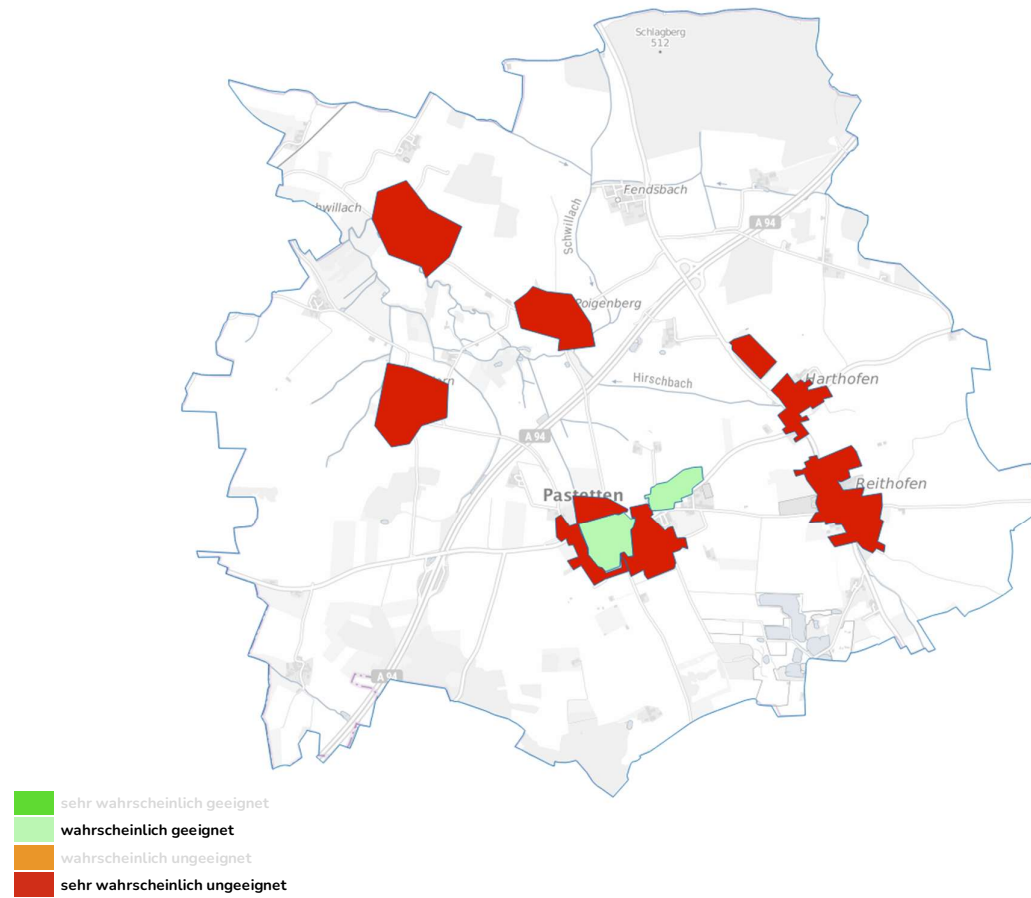 Schlagberg
512
Fendsbach
Schwillach
A 94
Poigenberg
Hirschbach
Harthofen
A 94
Reithofen
Pastetten
A 94
sehr wahrscheinlich geeignet
wahrscheinlich geeignet
wahrscheinlich ungeeignet
sehr wahrscheinlich ungeeignet